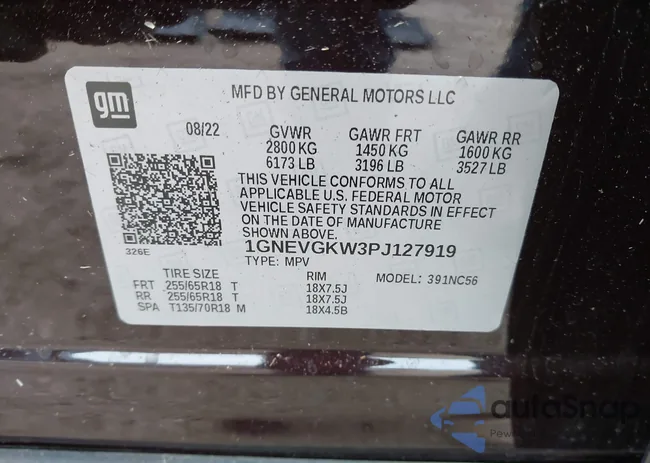 gm
MFD BY GENERAL MOTORS LLC
08/22 GVWR GAWR FRT GAWR RR
2800 KG 1450 KG 1600 KG
6173 LB 3196 LB 3527 LB
THIS VEHICLE CONFORMS TO ALL
APPLICABLE U.S. FEDERAL MOTOR
VEHICLE SAFETY STANDARDS IN EFFECT
ON THE DATE OF MANUFACTURE
SHOWN ABOVE.
326E
1GNEVGKW3PJ127919
TYPE: MPV
MODEL: 391NC56
TIRE SIZE RIM
FRT 255/65R18 T 18X7.5J
RR 255/65R18 T 18X7.5J
SPA T135/70R18 M 18X4.5B
autoSnap
Powe